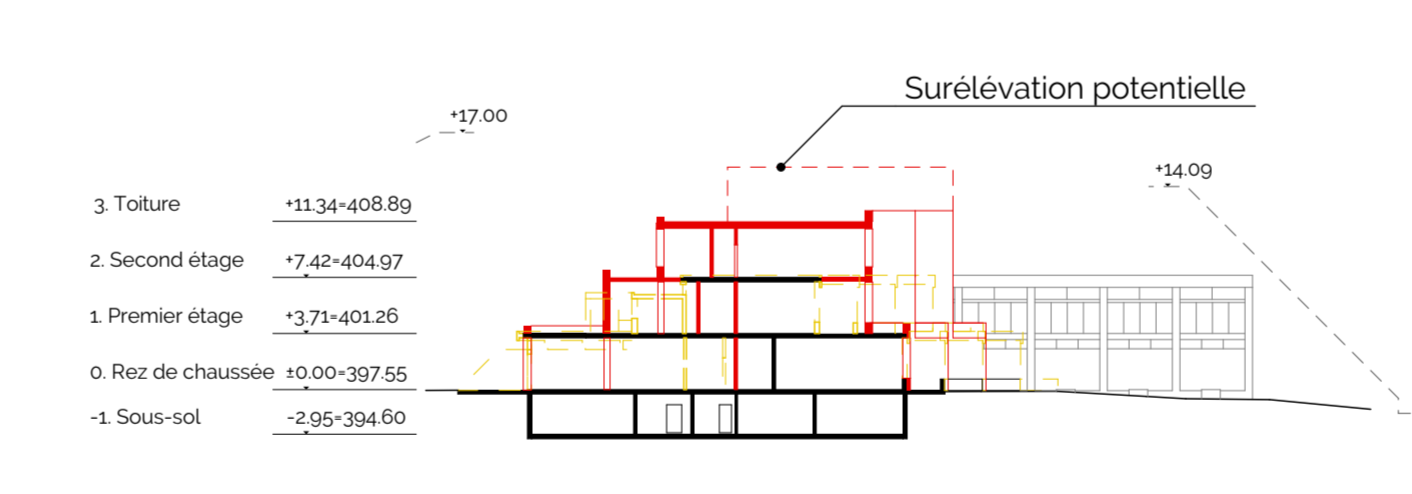 Surélévation potentielle
+17.00
+14.09
3. Toiture +11.34=408.89
2. Second étage +7.42=404.97
1. Premier étage +3.71=401.26
0. Rez de chaussée ±0.00=397.55
-1. Sous-sol -2.95=394.60